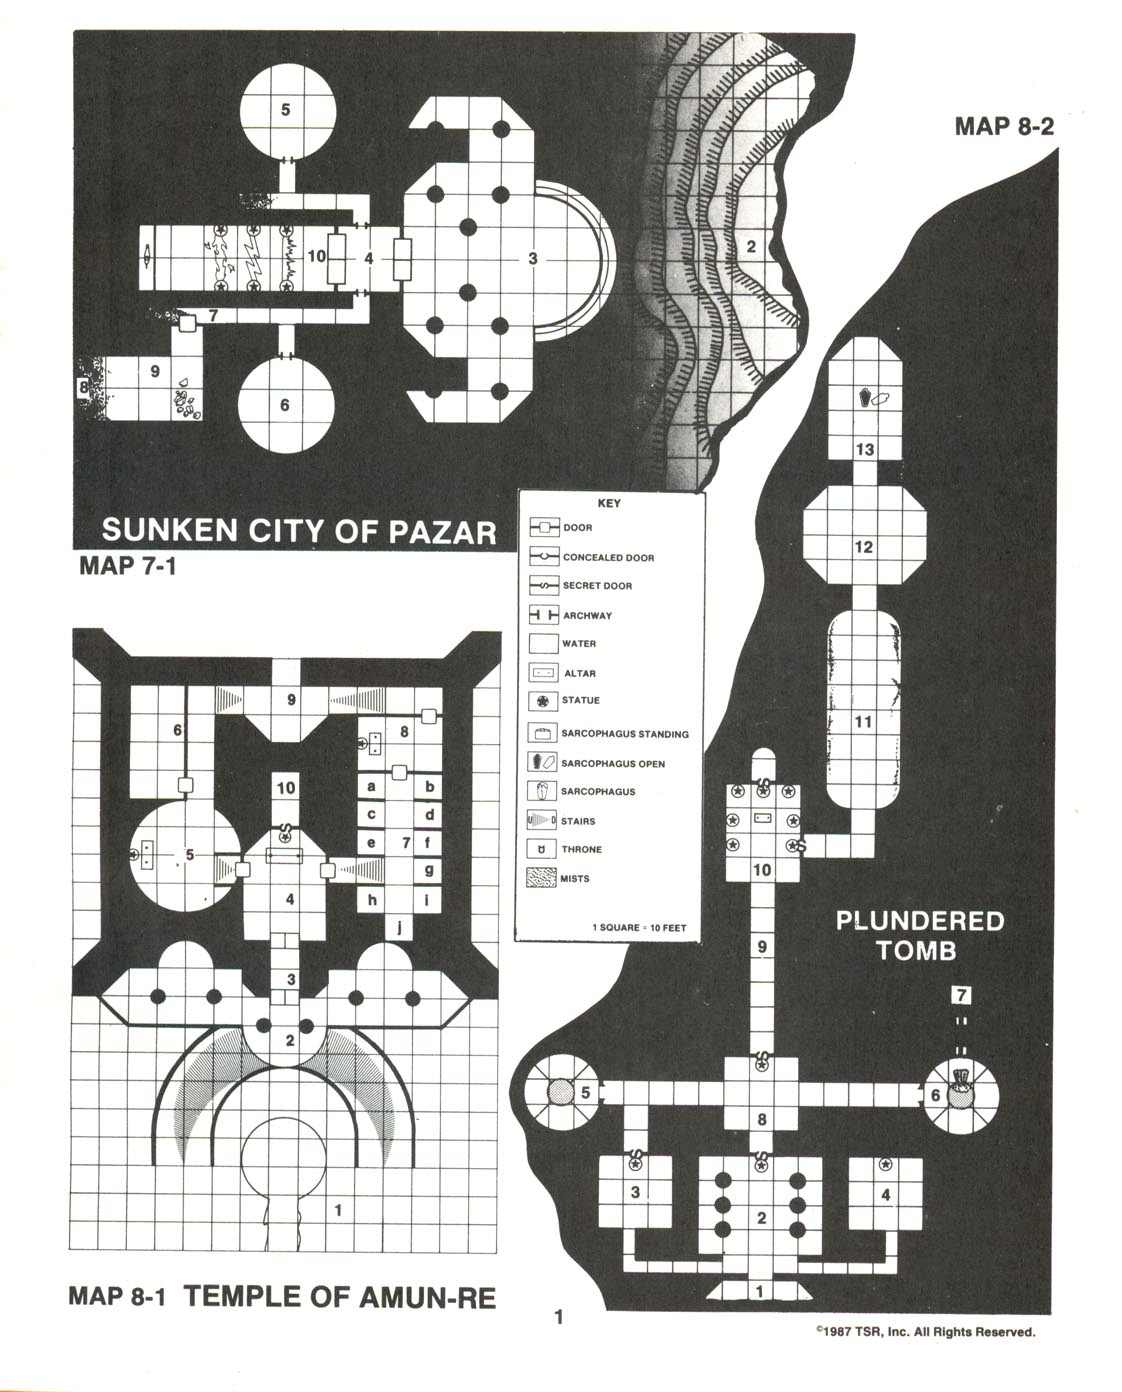 MAP 8-2
5
2
10
4
3
7
9
8
6
SUNKEN CITY OF PAZAR
MAP 7-1
KEY
DOOR
CONCEALED DOOR
SECRET DOOR
ARCHWAY
WATER
ALTAR
STATUE
SARCOPHAGUS STANDING
SARCOPHAGUS OPEN
SARCOPHAGUS
U D STAIRS
THRONE
MISTS
1 SQUARE = 10 FEET
9
6
8
10
a b
c d
e 7 f
5
g
4
h i
j
3
2
1
MAP 8-1 TEMPLE OF AMUN-RE
13
12
11
S
S
10
PLUNDERED
TOMB
9
7
S
5
6
8
S S
3
4
2
1
1
©1987 TSR, Inc. All Rights Reserved.